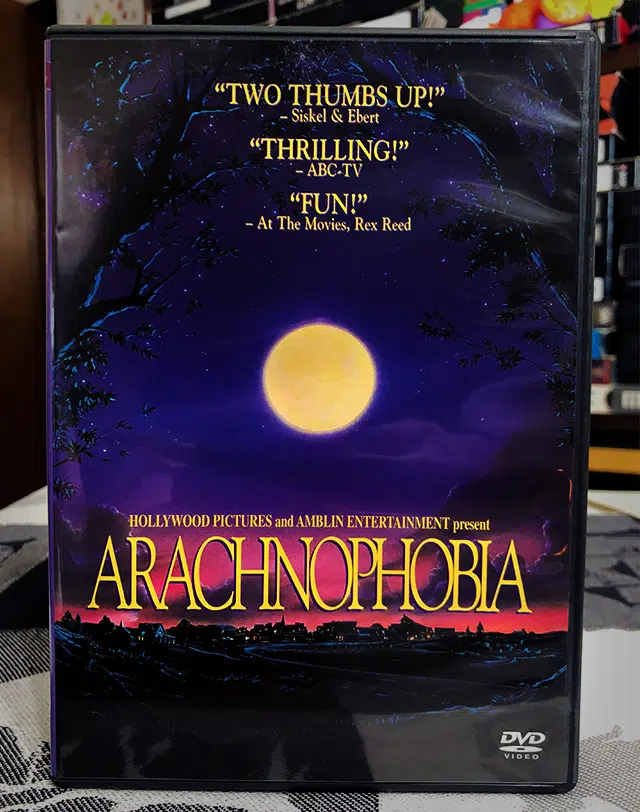 “TWO THUMBS UP!”
– Siskel & Ebert
“THRILLING!”
– ABC-TV
“FUN!”
– At The Movies, Rex Reed
HOLLYWOOD PICTURES and AMBLIN ENTERTAINMENT present
ARACHNOPHOBIA
DVD
VIDEO